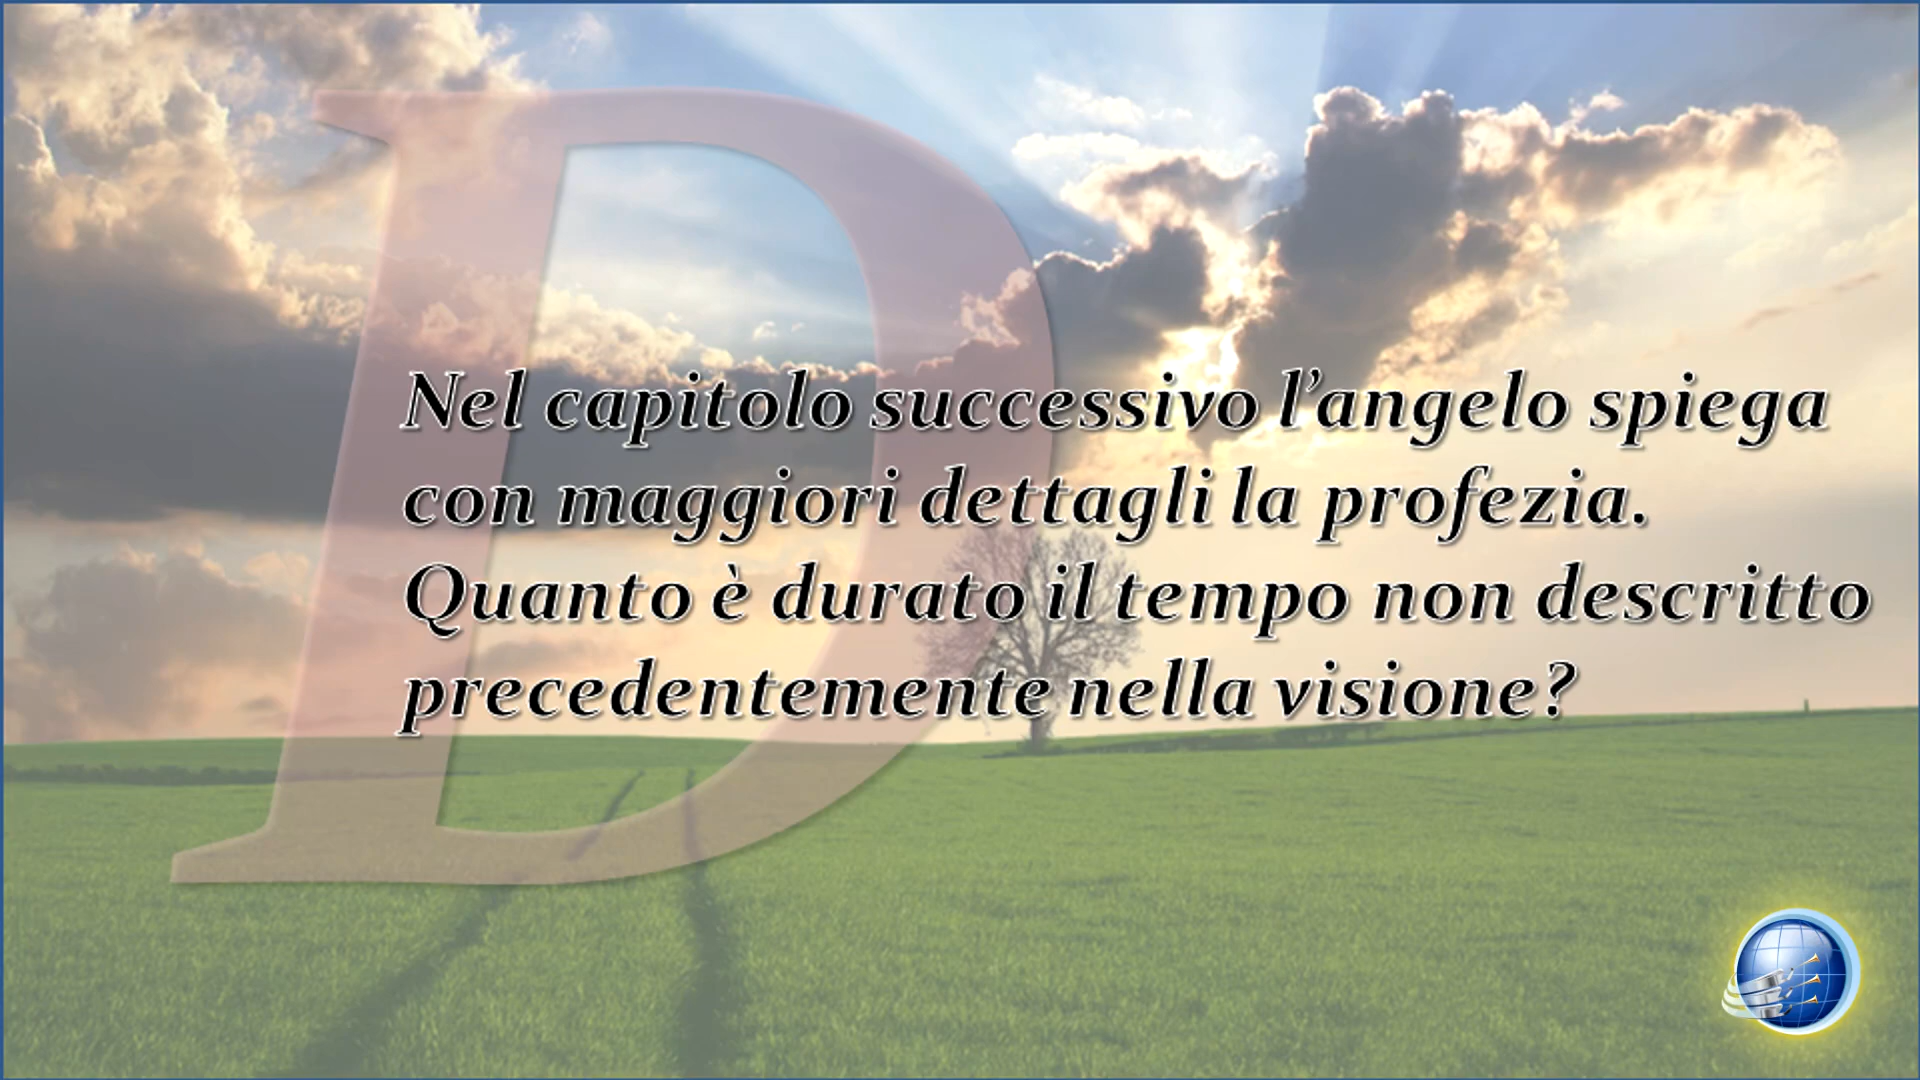 D
Nel capitolo successivo l’angelo spiega
con maggiori dettagli la profezia.
Quanto è durato il tempo non descritto
precedentemente nella visione?